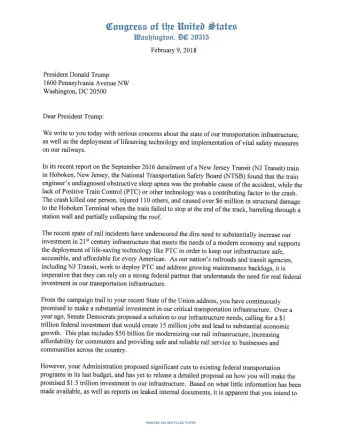 Congress of the United States
Washington, DC 20515
February 9, 2018
President Donald Trump
1600 Pennsylvania Avenue NW
Washington, DC 20500
Dear President Trump:
We write to you today with serious concerns about the state of our transportation infrastructure,
as well as the deployment of lifesaving technology and implementation of vital safety measures
on our railways.
In its recent report on the September 2016 derailment of a New Jersey Transit (NJ Transit) train
in Hoboken, New Jersey, the National Transportation Safety Board (NTSB) found that the train
engineer's undiagnosed obstructive sleep apnea was the probable cause of the accident, while the
lack of Positive Train Control (PTC) or other technology was a contributing factor to the crash.
The crash killed one person, injured 110 others, and caused over $6 million in structural damage
to the Hoboken Terminal when the train failed to stop at the end of the track, barreling through a
station wall and partially collapsing the roof.
The recent spate of rail incidents have underscored the dire need to substantially increase our
investment in 21st century infrastructure that meets the needs of a modern economy and supports
the deployment of life-saving technology like PTC in order to keep our infrastructure safe,
accessible, and affordable for every American. As our nation's railroads and transit agencies,
including NJ Transit, work to deploy PTC and address growing maintenance backlogs, it is
imperative that they can rely on a strong federal partner that understands the need for real federal
investment in our transportation infrastructure.
From the campaign trail to your recent State of the Union address, you have continuously
promised to make a substantial investment in our critical transportation infrastructure. Over a
year ago, Senate Democrats proposed a solution to our infrastructure needs, calling for a $1
trillion federal investment that would create 15 million jobs and lead to substantial economic
growth. This plan includes $50 billion for modernizing our rail infrastructure, increasing
affordability for commuters and providing safe and reliable rail service to businesses and
communities across the country.
However, your Administration proposed significant cuts to existing federal transportation
programs in its last budget, and has yet to release a detailed proposal on how you will make the
promised $1.5 trillion investment in our infrastructure. Based on what little information has been
made available, as well as reports on leaked internal documents, it is apparent that you intend to
PRINTED ON RECYCLED PAPER